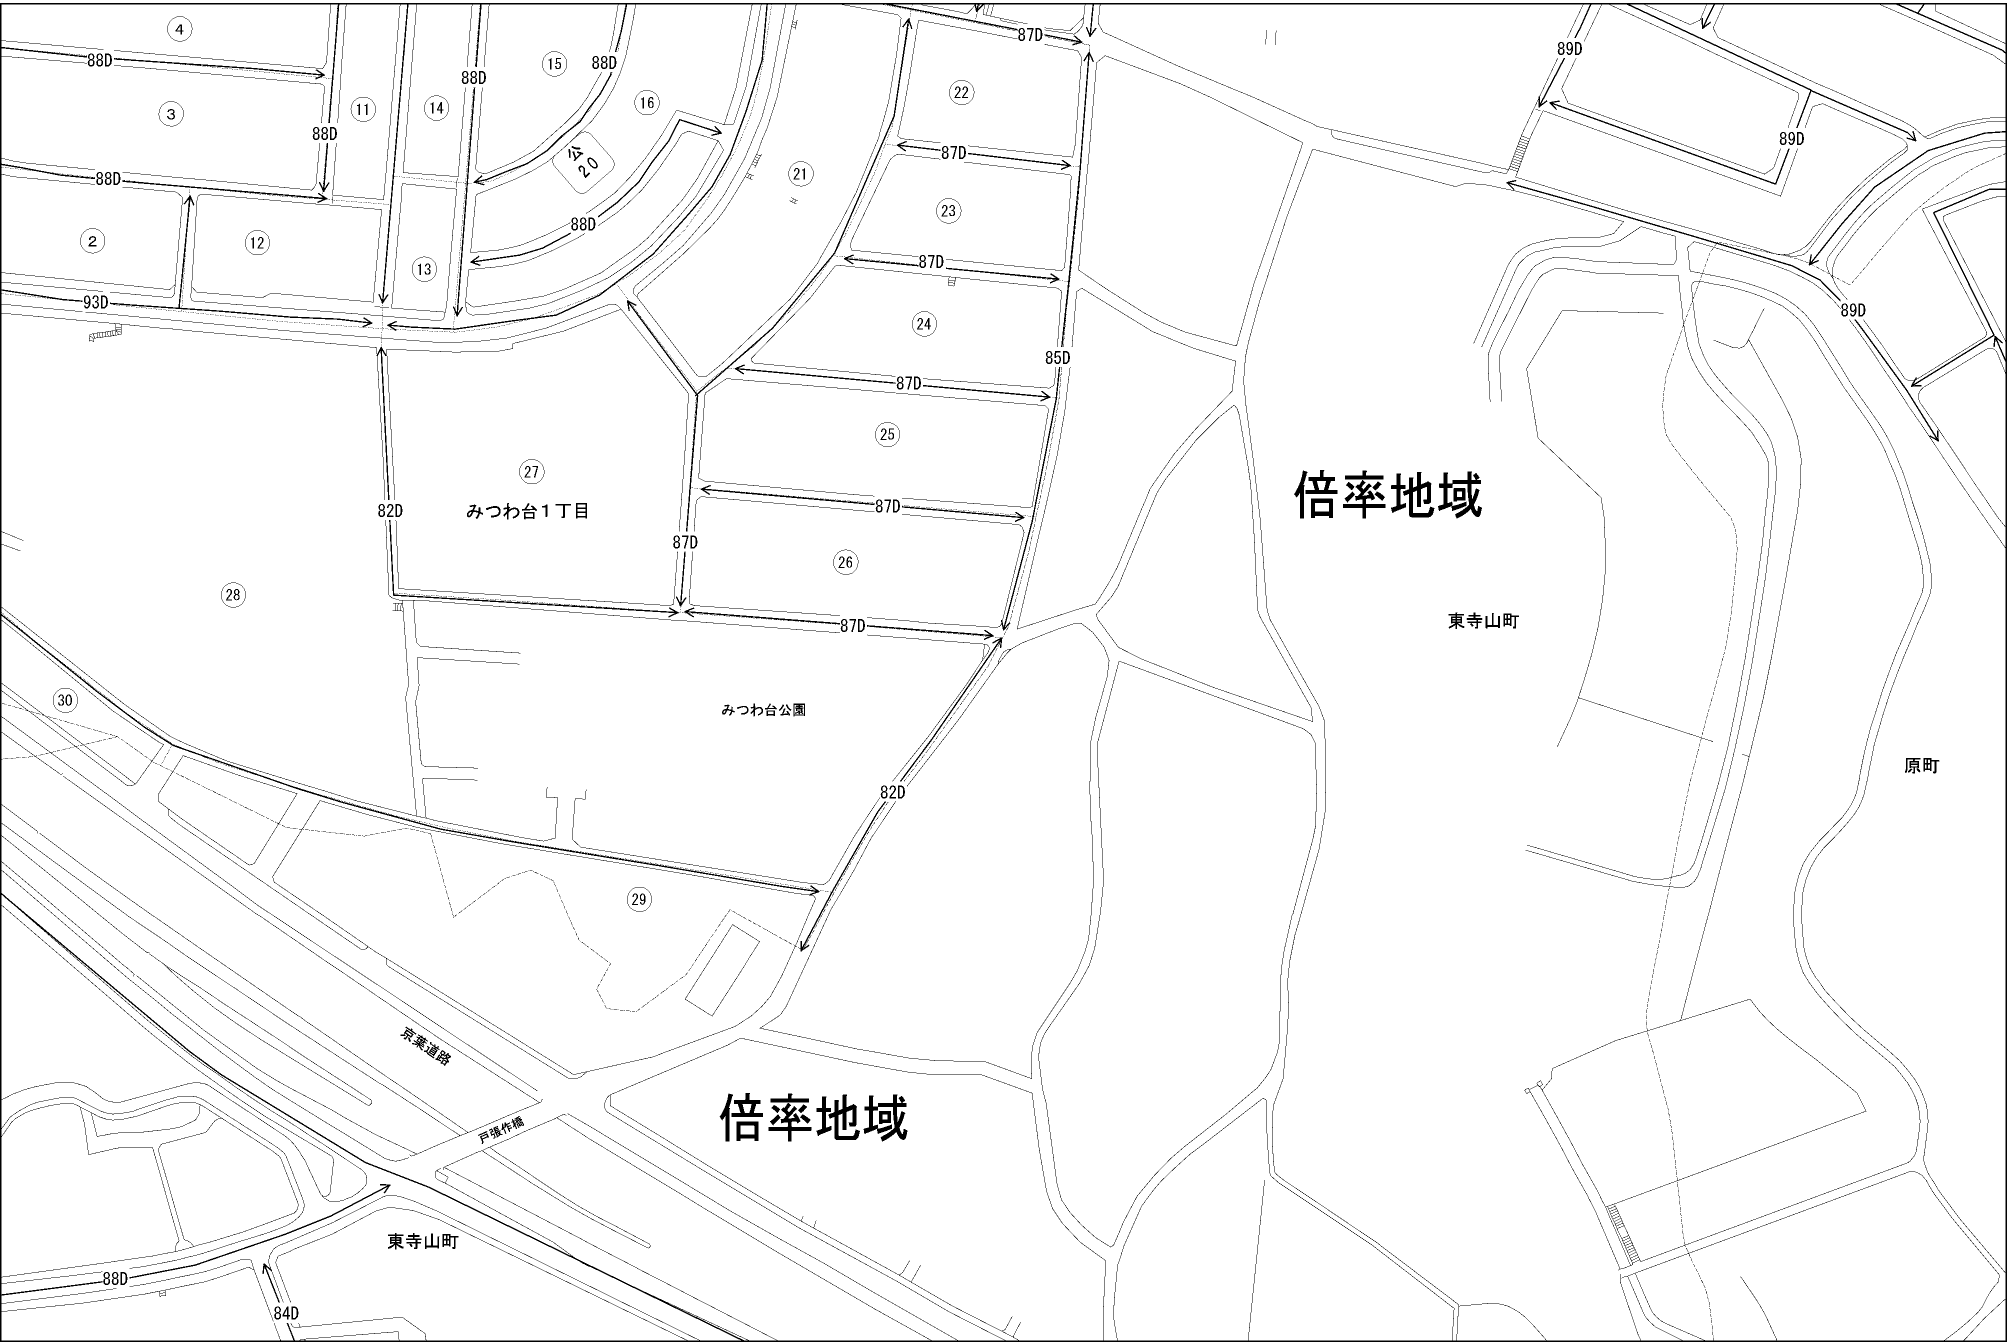 ④
88D
③
88D
88D
②
⑫
93D
⑪
88D
⑭
⑬
⑮
88D
⑯
公
20
88D
㉑
87D
㉒
87D
㉓
87D
㉔
85D
87D
㉕
87D
87D
㉖
87D
㉗
みつわ台1丁目
82D
㉘
㉚
みつわ台公園
82D
㉙
89D
89D
89D
倍率地域
東寺山町
原町
京葉道路
戸張作橋
倍率地域
東寺山町
88D
84D